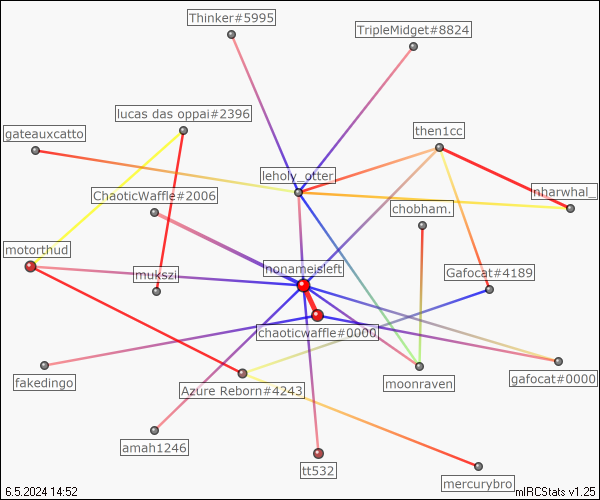 Thinker#5995
TripleMidget#8824
lucas das oppai#2396
gateauxcatto
then1cc
leholy_otter
ChaoticWaffle#2006
nharwhal_
chobham.
motorthud
mukszi
nonameisleft
Gafocat#4189
chaoticwaffle#0000
fakedingo
Azure Reborn#4243
moonraven
gafocat#0000
amah1246
tt532
mercurybro
6.5.2024 14:52
mIRCStats v1.25